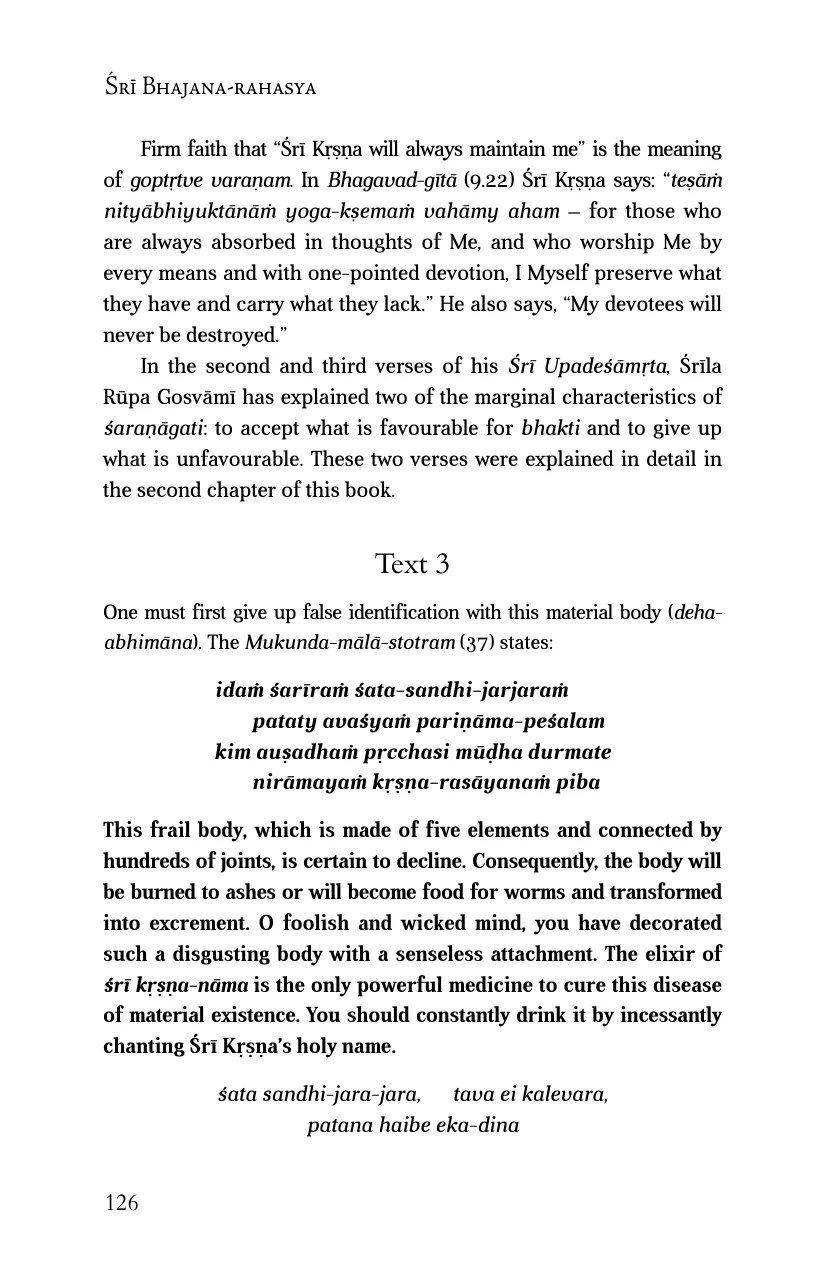 Śrī Bhajana-rahasya
Firm faith that “Śrī Kṛṣṇa will always maintain me” is the meaning
of goptṛtve varaṇam. In Bhagavad-gītā (9.22) Śrī Kṛṣṇa says: “teṣāṁ
nityābhiyuktānāṁ yoga-kṣemaṁ vahāmy aham – for those who
are always absorbed in thoughts of Me, and who worship Me by
every means and with one-pointed devotion, I Myself preserve what
they have and carry what they lack.” He also says, “My devotees will
never be destroyed.”
In the second and third verses of his Śrī Upadeśāmṛta, Śrīla
Rūpa Gosvāmī has explained two of the marginal characteristics of
śaraṇāgati: to accept what is favourable for bhakti and to give up
what is unfavourable. These two verses were explained in detail in
the second chapter of this book.
Text 3
One must first give up false identification with this material body (deha-
abhimāna). The Mukunda-mālā-stotram (37) states:
idaṁ śarīraṁ śata-sandhi-jarjaraṁ
pataty avaśyaṁ pariṇāma-peśalam
kim auṣadhaṁ pṛcchasi mūḍha durmate
nirāmayaṁ kṛṣṇa-rasāyanaṁ piba
This frail body, which is made of five elements and connected by
hundreds of joints, is certain to decline. Consequently, the body will
be burned to ashes or will become food for worms and transformed
into excrement. O foolish and wicked mind, you have decorated
such a disgusting body with a senseless attachment. The elixir of
śrī kṛṣṇa-nāma is the only powerful medicine to cure this disease
of material existence. You should constantly drink it by incessantly
chanting Śrī Kṛṣṇa’s holy name.
śata sandhi-jara-jara, tava ei kalevara,
patana haibe eka-dina
126